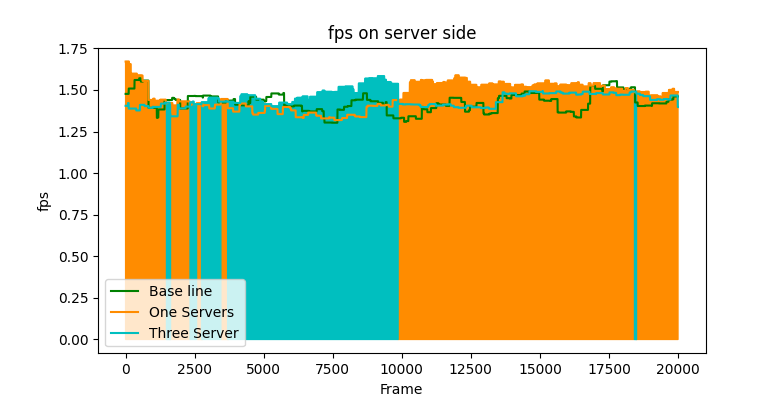 fps on server side
1.75
1.50
1.25
1.00
0.75
0.50
0.25
0.00
fps
Base line
One Servers
Three Server
0 2500 5000 7500 10000 12500 15000 17500 20000
Frame